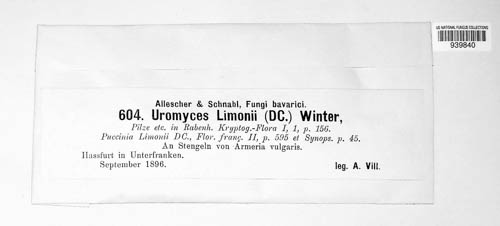 US NATIONAL FUNGUS COLLECTIONS
939840
Allescher & Schnabl, Fungi bavarici.
604. Uromyces Limonii (DC.) Winter,
Pilze etc. in Rabenh. Kryptog.-Flora I, 1, p. 156.
Puccinia Limonii DC., Flor. franç. II, p. 595 et Synops. p. 45.
An Stengeln von Armeria vulgaris.
Hassfurt in Unterfranken.
September 1896. leg. A. Vill.